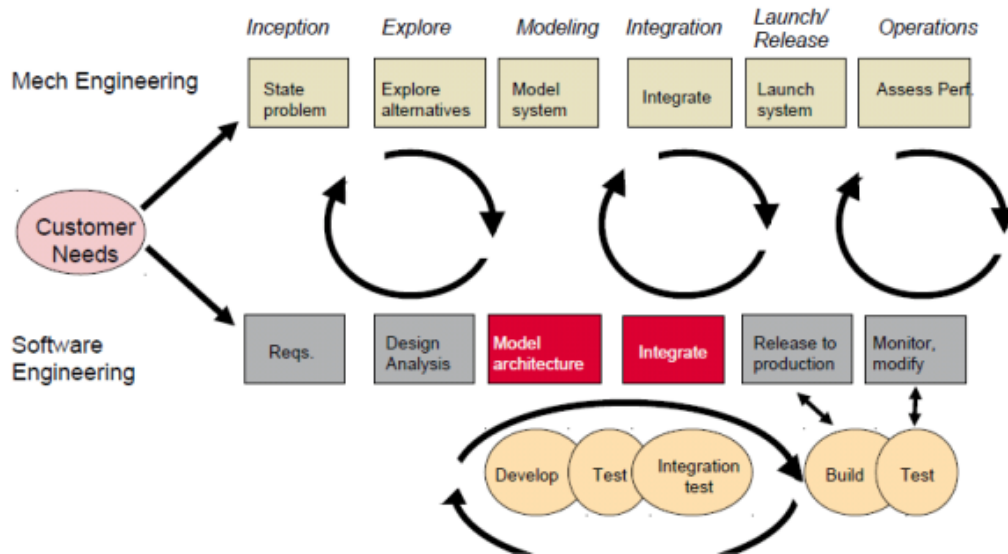 Inception
Explore
Modeling
Integration
Launch/
Release
Operations
Mech Engineering
State
problem
Explore
alternatives
Model
system
Integrate
Launch
system
Assess Perf.
Customer
Needs
Software
Engineering
Reqs.
Design
Analysis
Model
architecture
Integrate
Release to
production
Monitor,
modify
Develop
Test
Integration
test
Build
Test